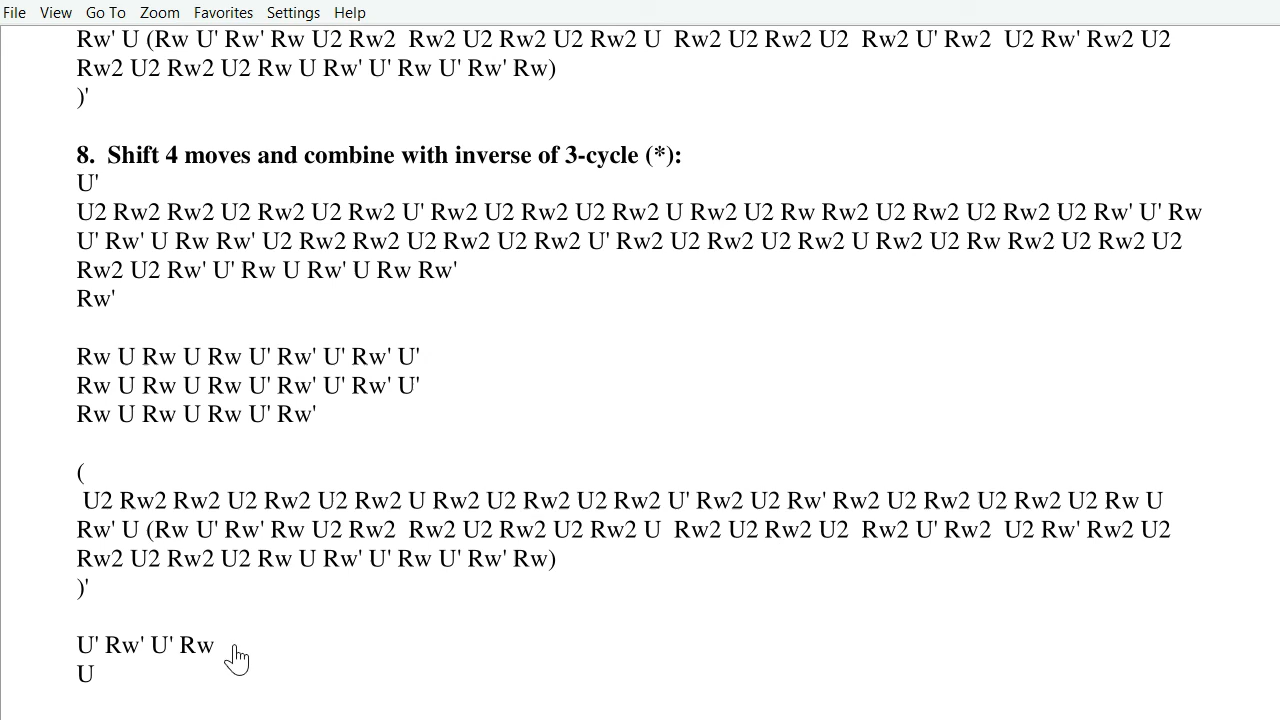 File View Go To Zoom Favorites Settings Help
Rw' U (Rw U' Rw' Rw U2 Rw2  Rw2 U2 Rw2 U2 Rw2 U  Rw2 U2 Rw2 U2  Rw2 U' Rw2  U2 Rw' Rw2 U2
Rw2 U2 Rw2 U2 Rw U Rw' U' Rw U' Rw' Rw)
)'
8.  Shift 4 moves and combine with inverse of 3-cycle (*):
U'
U2 Rw2 Rw2 U2 Rw2 U2 Rw2 U' Rw2 U2 Rw2 U2 Rw2 U Rw2 U2 Rw Rw2 U2 Rw2 U2 Rw2 U2 Rw' U' Rw
U' Rw' U Rw Rw' U2 Rw2 Rw2 U2 Rw2 U2 Rw2 U' Rw2 U2 Rw2 U2 Rw2 U Rw2 U2 Rw Rw2 U2 Rw2 U2
Rw2 U2 Rw' U' Rw U Rw' U Rw Rw'
Rw'
Rw U Rw U Rw U' Rw' U' Rw' U'
Rw U Rw U Rw U' Rw' U' Rw' U'
Rw U Rw U Rw U' Rw'
(
U2 Rw2 Rw2 U2 Rw2 U2 Rw2 U Rw2 U2 Rw2 U2 Rw2 U' Rw2 U2 Rw' Rw2 U2 Rw2 U2 Rw2 U2 Rw U
Rw' U (Rw U' Rw' Rw U2 Rw2  Rw2 U2 Rw2 U2 Rw2 U  Rw2 U2 Rw2 U2  Rw2 U' Rw2  U2 Rw' Rw2 U2
Rw2 U2 Rw2 U2 Rw U Rw' U' Rw U' Rw' Rw)
)'
U' Rw' U' Rw
U